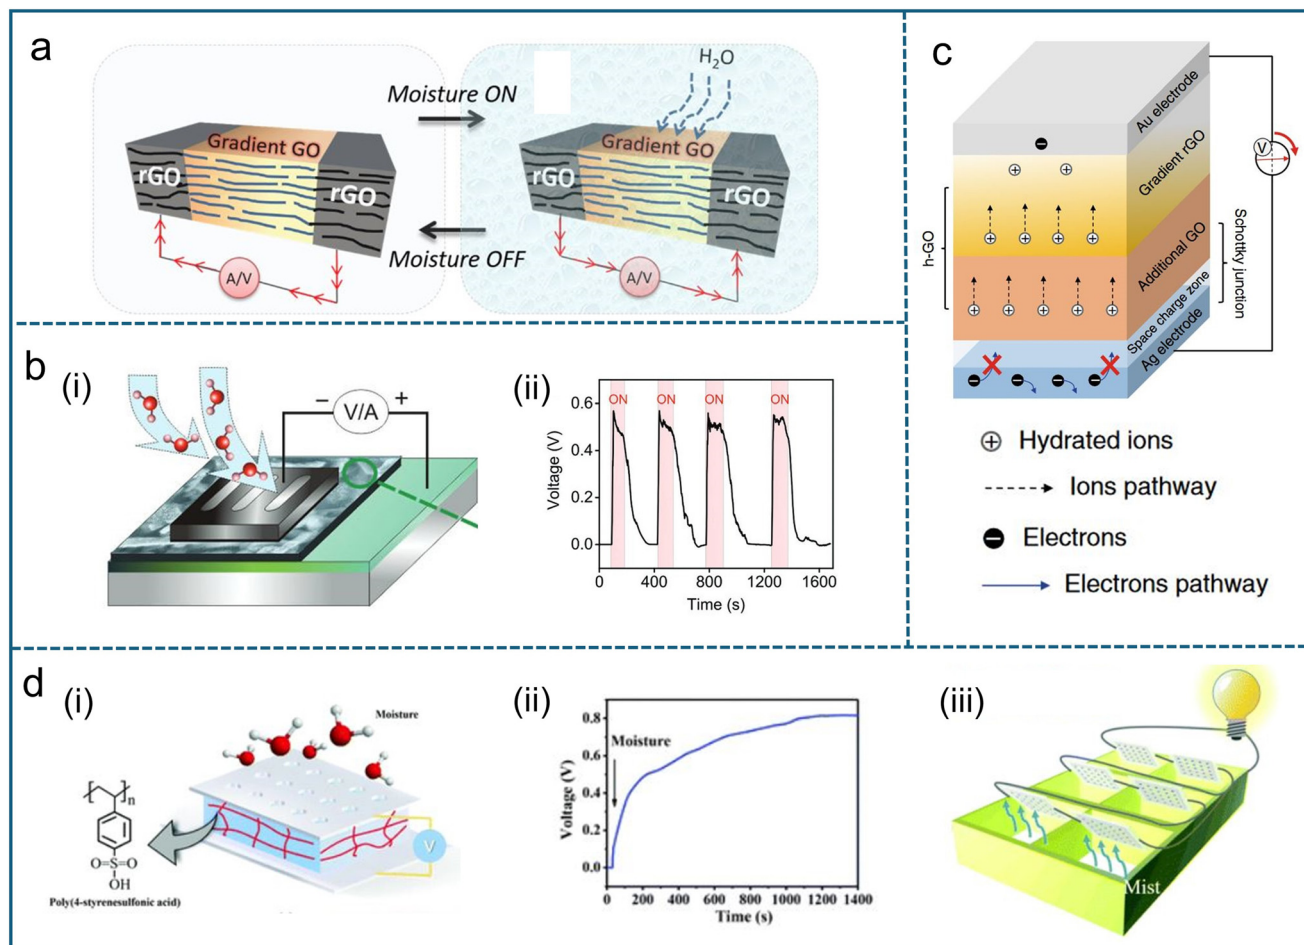 a
Moisture ON
Moisture OFF
Gradient GO
rGO
rGO
A/V
H₂O
Gradient GO
rGO
rGO
A/V
b
(i)
− V/A +
(ii)
ON ON ON ON
Voltage (V)
0.6
0.4
0.2
0.0
0 400 800 1200 1600
Time (s)
c
Au electrode
Gradient rGO
Additional GO
Space charge zone
Ag electrode
h-GO
Schottky junction
V
Hydrated ions
Ions pathway
Electrons
Electrons pathway
d
(i)
Moisture
V
n
O=S=O
OH
Poly(4-styrenesulfonic acid)
(ii)
Moisture
Voltage (V)
0.8
0.6
0.4
0.2
0.0
0 200 400 600 800 1000 1200 1400
Time (s)
(iii)
Mist